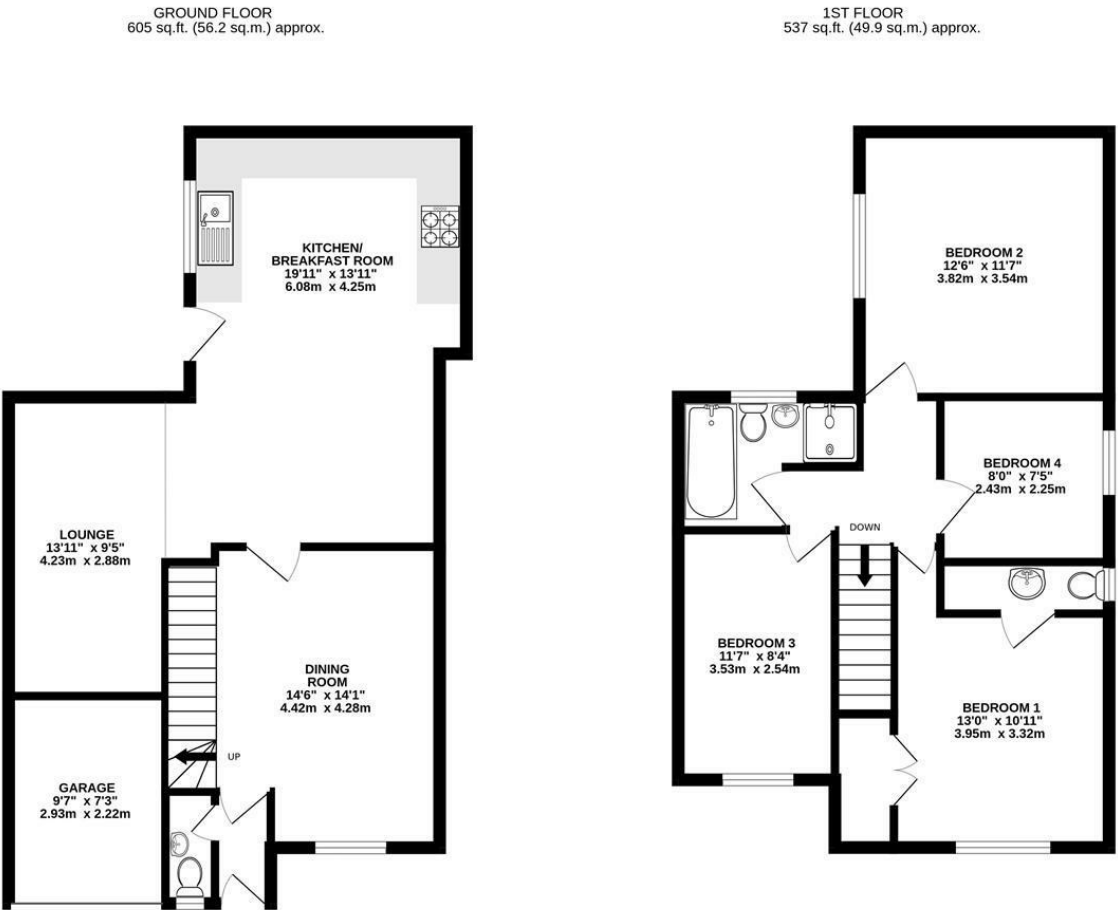 GROUND FLOOR
605 sq.ft. (56.2 sq.m.) approx.
KITCHEN/
BREAKFAST ROOM
19'11" x 13'11"
6.08m x 4.25m
LOUNGE
13'11" x 9'5"
4.23m x 2.88m
DINING
ROOM
14'6" x 14'1"
4.42m x 4.28m
UP
GARAGE
9'7" x 7'3"
2.93m x 2.22m
1ST FLOOR
537 sq.ft. (49.9 sq.m.) approx.
BEDROOM 2
12'6" x 11'7"
3.82m x 3.54m
BEDROOM 4
8'0" x 7'5"
2.43m x 2.25m
DOWN
BEDROOM 3
11'7" x 8'4"
3.53m x 2.54m
BEDROOM 1
13'0" x 10'11"
3.95m x 3.32m